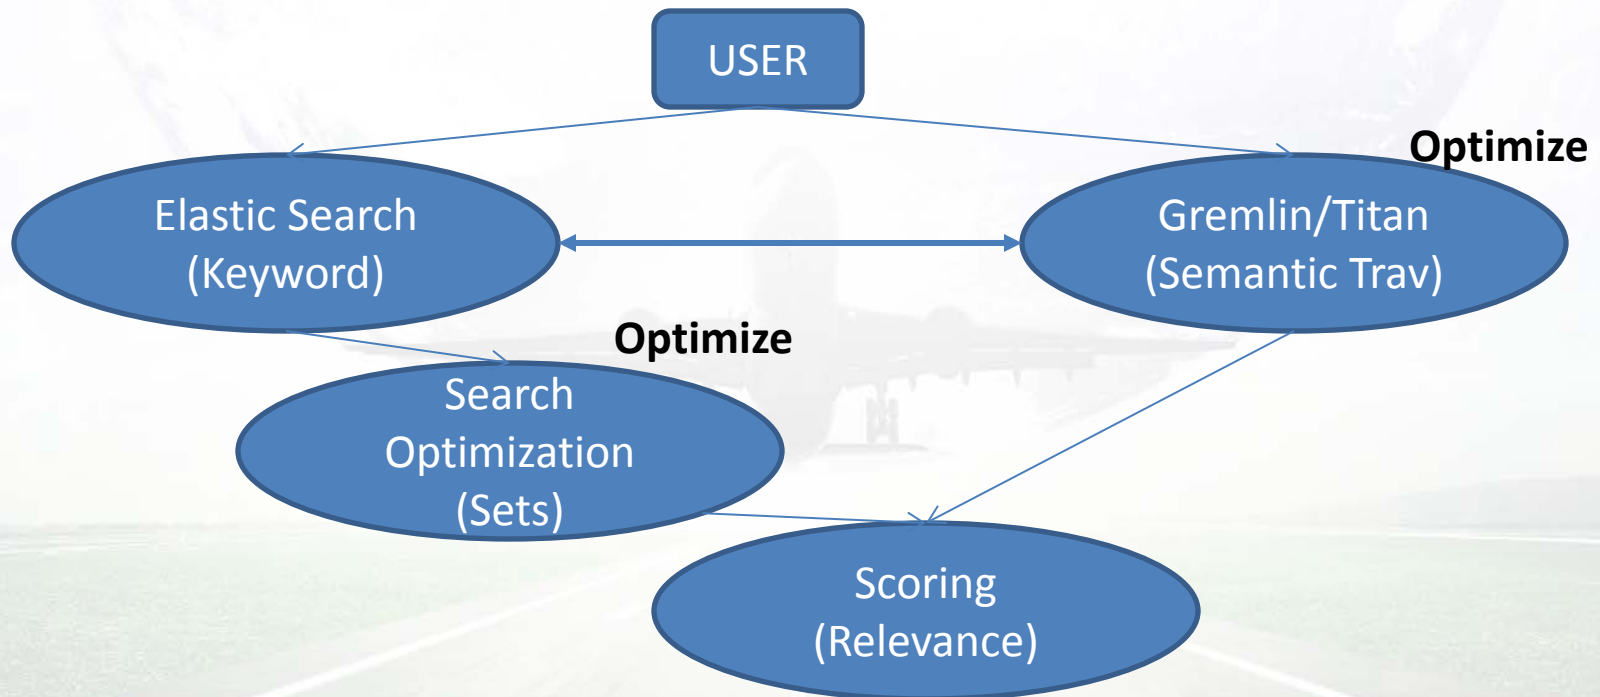 USER
Optimize
Elastic Search
(Keyword)
Gremlin/Titan
(Semantic Trav)
Optimize
Search
Optimization
(Sets)
Scoring
(Relevance)